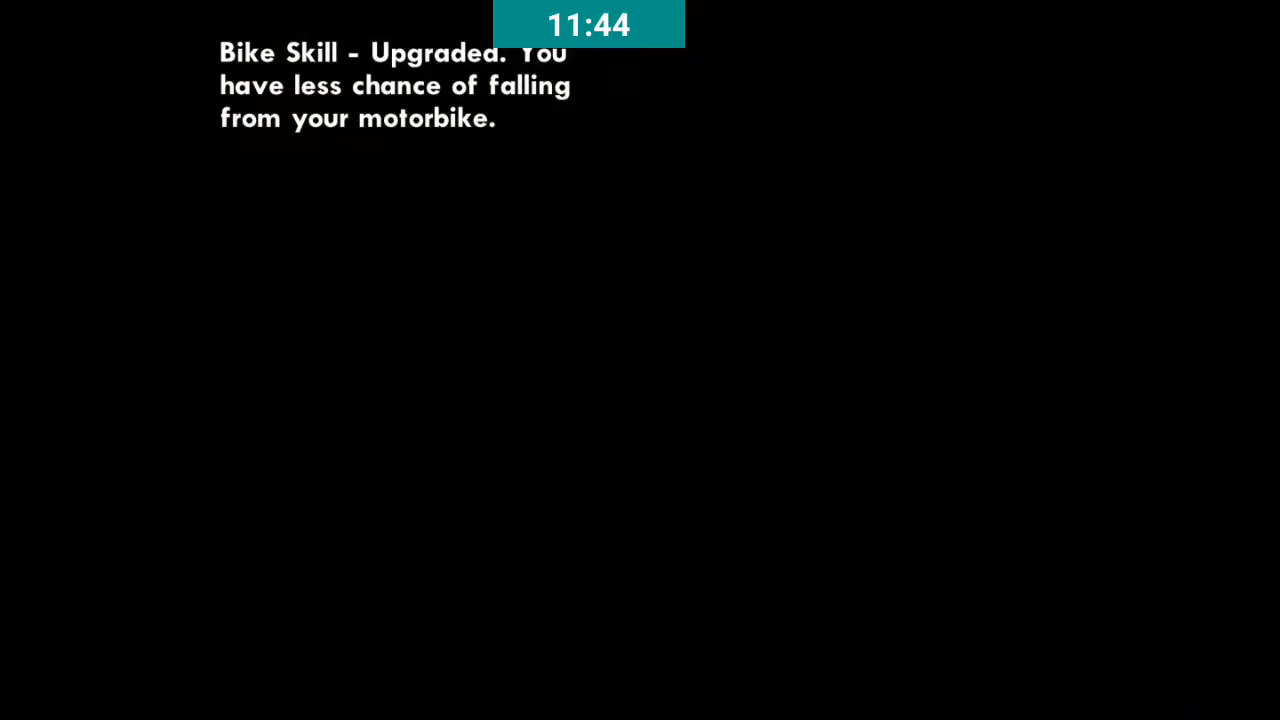 11:44
Bike Skill - Upgraded. You
have less chance of falling
from your motorbike.